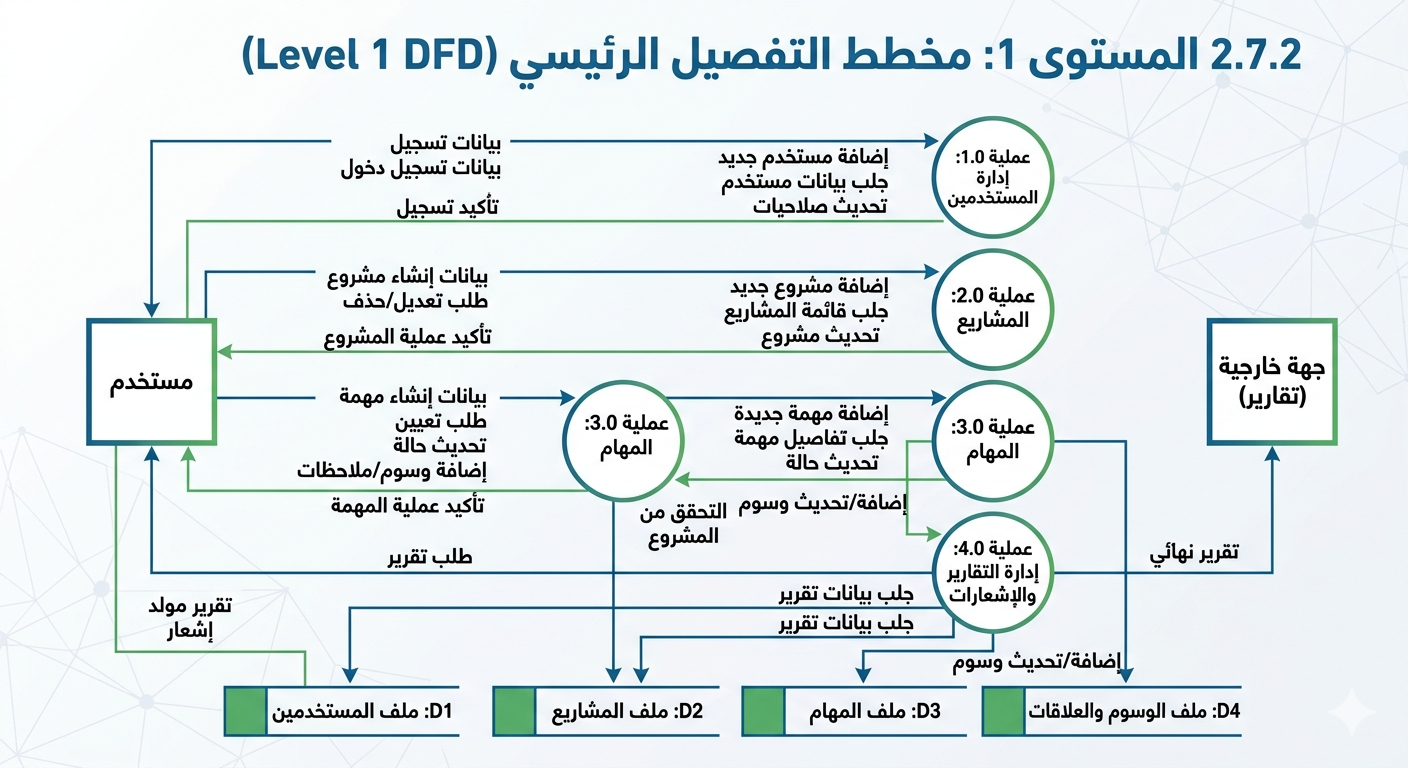 2.7.2 المستوى 1: مخطط التفصيل الرئيسي (Level 1 DFD)
بيانات تسجيل
بيانات تسجيل دخول
تأكيد تسجيل
إضافة مستخدم جديد
جلب بيانات مستخدم
تحديث صلاحيات
عملية 1.0:
إدارة
المستخدمين
بيانات إنشاء مشروع
طلب تعديل/حذف
تأكيد عملية المشروع
إضافة مشروع جديد
جلب قائمة المشاريع
تحديث مشروع
عملية 2.0:
المشاريع
مستخدم
جهة خارجية
(تقارير)
بيانات إنشاء مهمة
طلب تعيين
تحديث حالة
إضافة وسوم/ملاحظات
تأكيد عملية المهمة
عملية 3.0:
المهام
إضافة مهمة جديدة
جلب تفاصيل مهمة
تحديث حالة
عملية 3.0:
المهام
إضافة/تحديث وسوم
التحقق من
المشروع
طلب تقرير
عملية 4.0:
إدارة التقارير
والإشعارات
تقرير نهائي
تقرير مولد
إشعار
جلب بيانات تقرير
جلب بيانات تقرير
إضافة/تحديث وسوم
D1: ملف المستخدمين
D2: ملف المشاريع
D3: ملف المهام
D4: ملف الوسوم والعلاقات